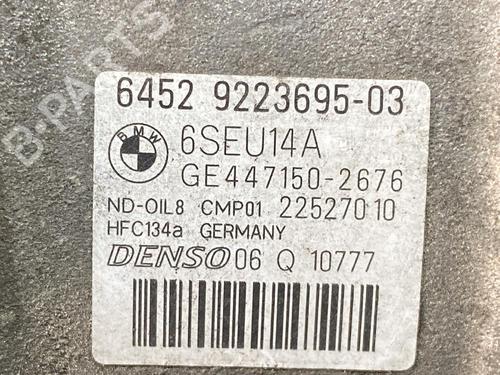 B-PARTS
6452 9223695-03
BMW
6SEU14A
GE447150-2676
ND-OIL8 CMP01 22527010
HFC134a GERMANY
DENSO 06 Q 10777